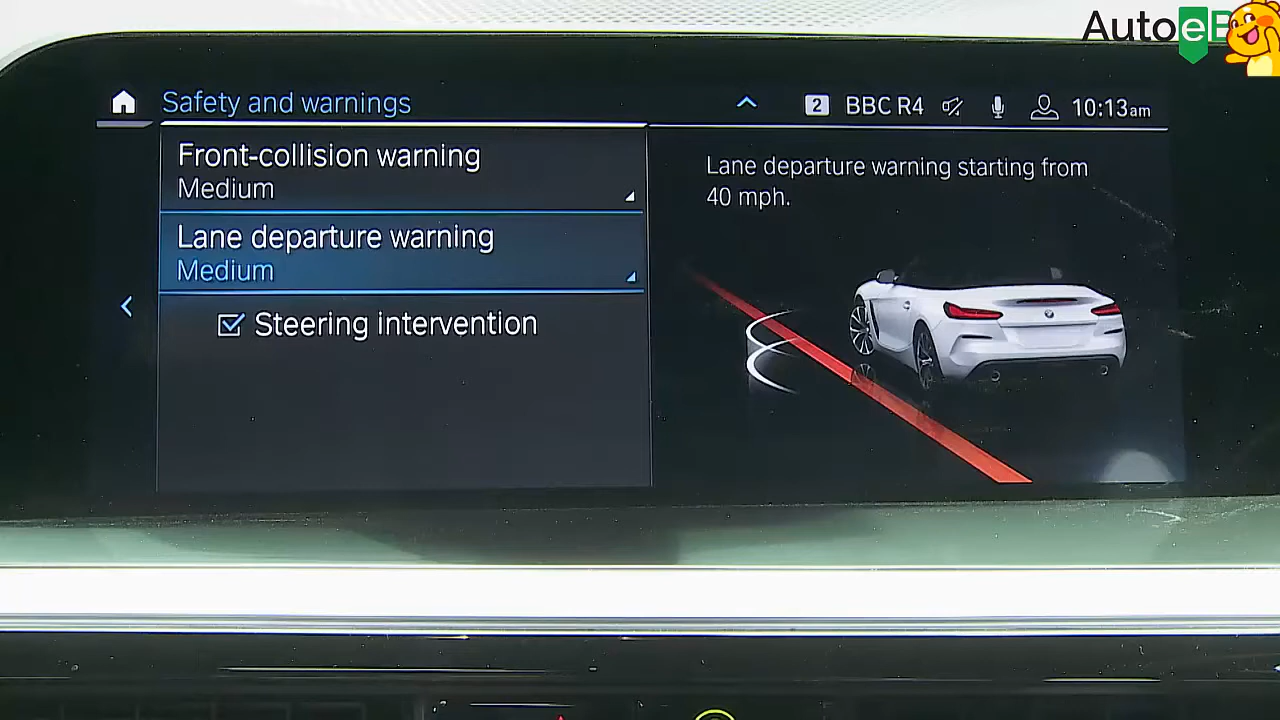 Autoe
Safety and warnings
2 BBC R4 10:13am
Front-collision warning
Medium
Lane departure warning
Medium
Steering intervention
Lane departure warning starting from
40 mph.